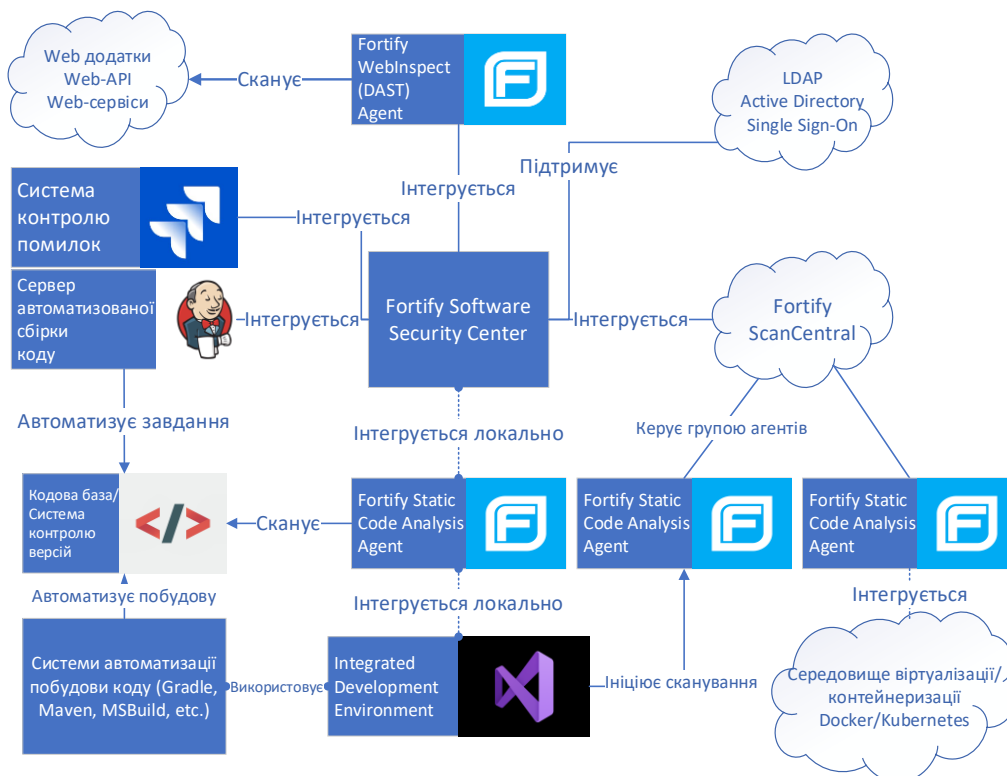 Web додатки
Web-API
Web-сервіси
Сканує
Fortify
WebInspect
(DAST)
Agent
LDAP
Active Directory
Single Sign-On
Підтримує
Інтегрується
Система
контролю
помилок
Інтегрується
Сервер
автоматизованої
сбірки
коду
Інтегрується
Fortify Software
Security Center
Інтегрується
Fortify
ScanCentral
Автоматизує завдання
Інтегрується локально
Керує групою агентів
Кодова база/
Система
контролю
версій
Сканує
Fortify Static
Code Analysis
Agent
Fortify Static
Code Analysis
Agent
Fortify Static
Code Analysis
Agent
Автоматизує побудову
Інтегрується локально
Інтегрується
Системи автоматизації
побудови коду (Gradle,
Maven, MSBuild, etc.)
Використовує
Integrated
Development
Environment
Ініціює сканування
Середовище віртуалізації/
контейнеризації
Docker/Kubernetes